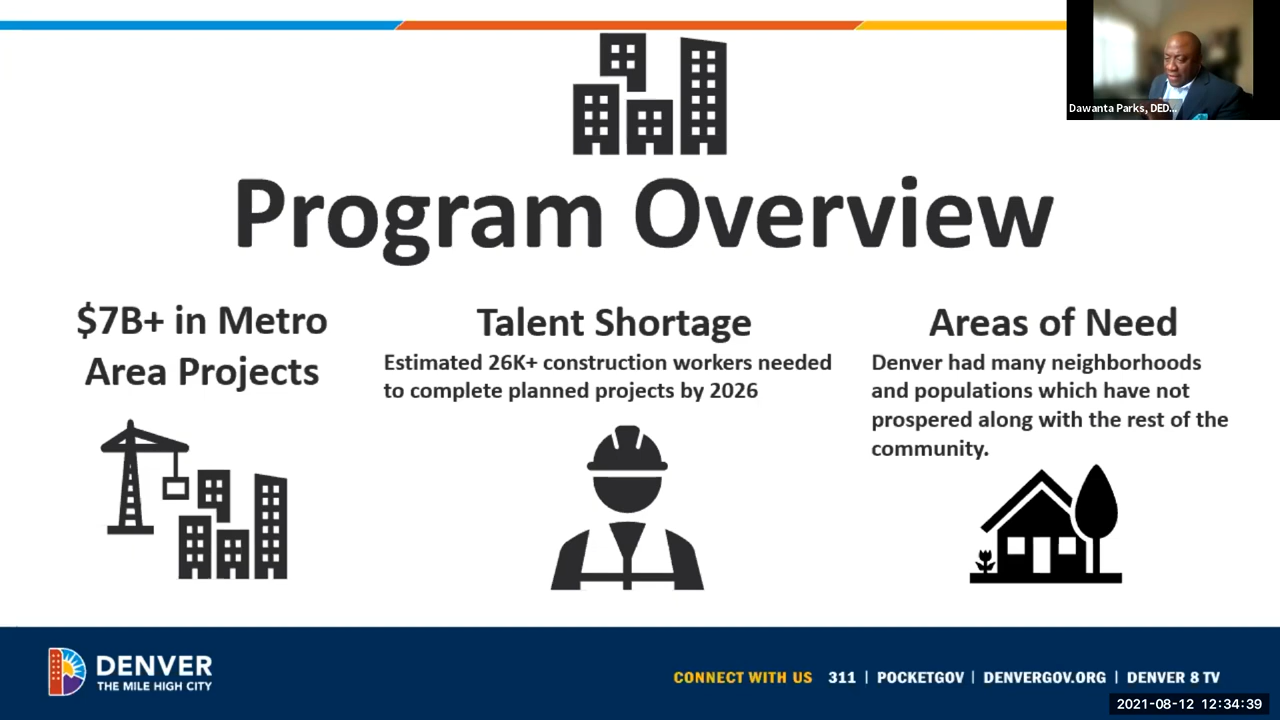 Dawanta Parks, DED...
Program Overview
$7B+ in Metro
Area Projects
Talent Shortage
Estimated 26K+ construction workers needed
to complete planned projects by 2026
Areas of Need
Denver had many neighborhoods
and populations which have not
prospered along with the rest of the
community.
DENVER
THE MILE HIGH CITY
CONNECT WITH US 311 | POCKETGOV | DENVERGOV.ORG | DENVER 8 TV
2021-08-12 12:34:39